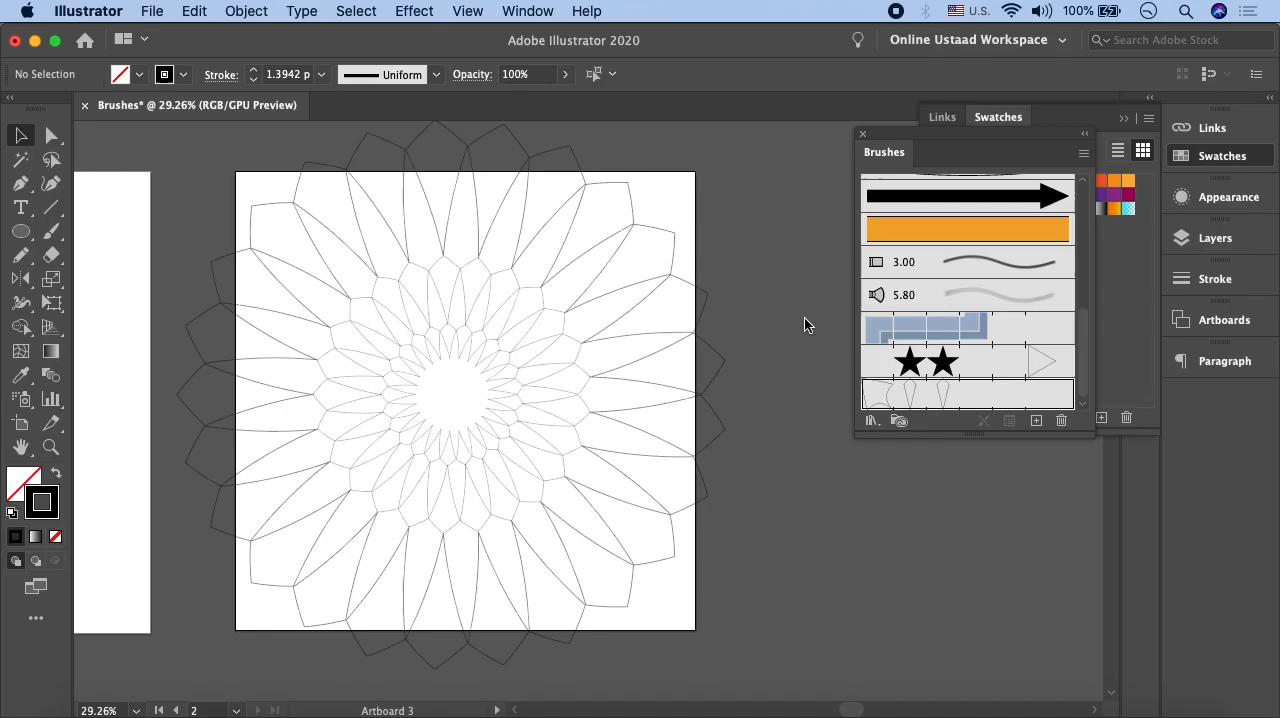 Illustrator File Edit Object Type Select Effect View Window Help U.S. 100%
Adobe Illustrator 2020 Online Ustaad Workspace Search Adobe Stock
No Selection Stroke: 1.3942 p Uniform Opacity: 100%
Brushes* @ 29.26% (RGB/GPU Preview)
Links Swatches
Brushes
3.00
5.80
Links
Swatches
Appearance
Layers
Stroke
Artboards
Paragraph
29.26% 2 Artboard 3